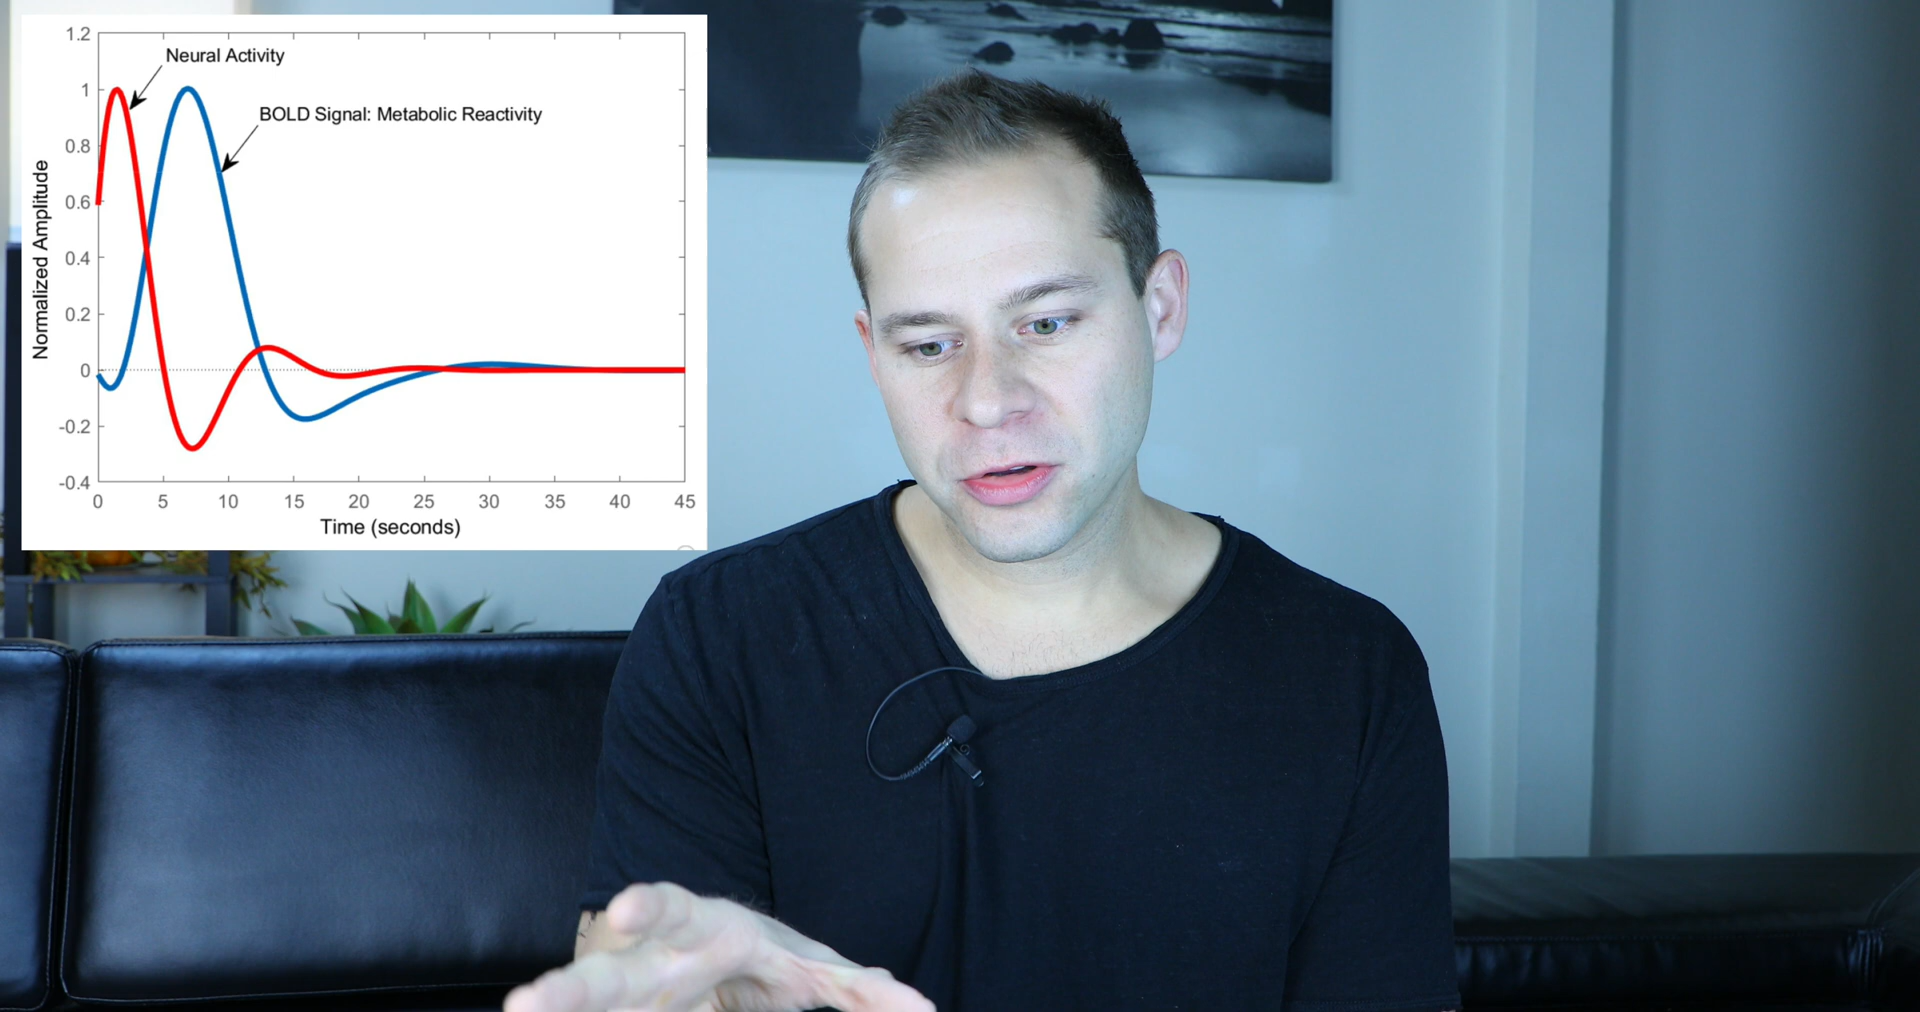 1.2
1
0.8
0.6
0.4
0.2
0
-0.2
-0.4
Normalized Amplitude
Neural Activity
BOLD Signal: Metabolic Reactivity
0 5 10 15 20 25 30 35 40 45
Time (seconds)